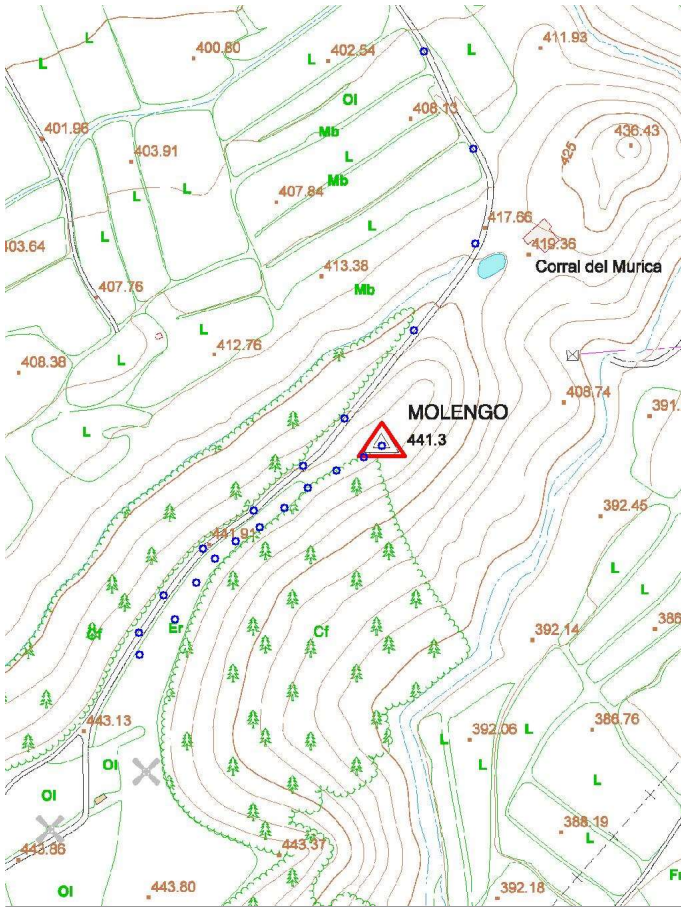 L
L
400.80
402.54
L
L
411.93
Ol
408.13
401.98
Mb
425
436.43
403.91
L
L
L
Mb
407.84
L
417.66
403.64
L
419.36
Corral del Murica
413.38
407.76
Mb
L
412.76
L
408.38
408.74
MOLENGO
391.
L
441.3
392.45
441.91
L
L
Er
Cf
Cf
386
392.14
443.13
392.06
L
386.76
L
Ol
L
L
Ol
388.19
L
443.86
443.37
Fr
Ol
443.80
392.18